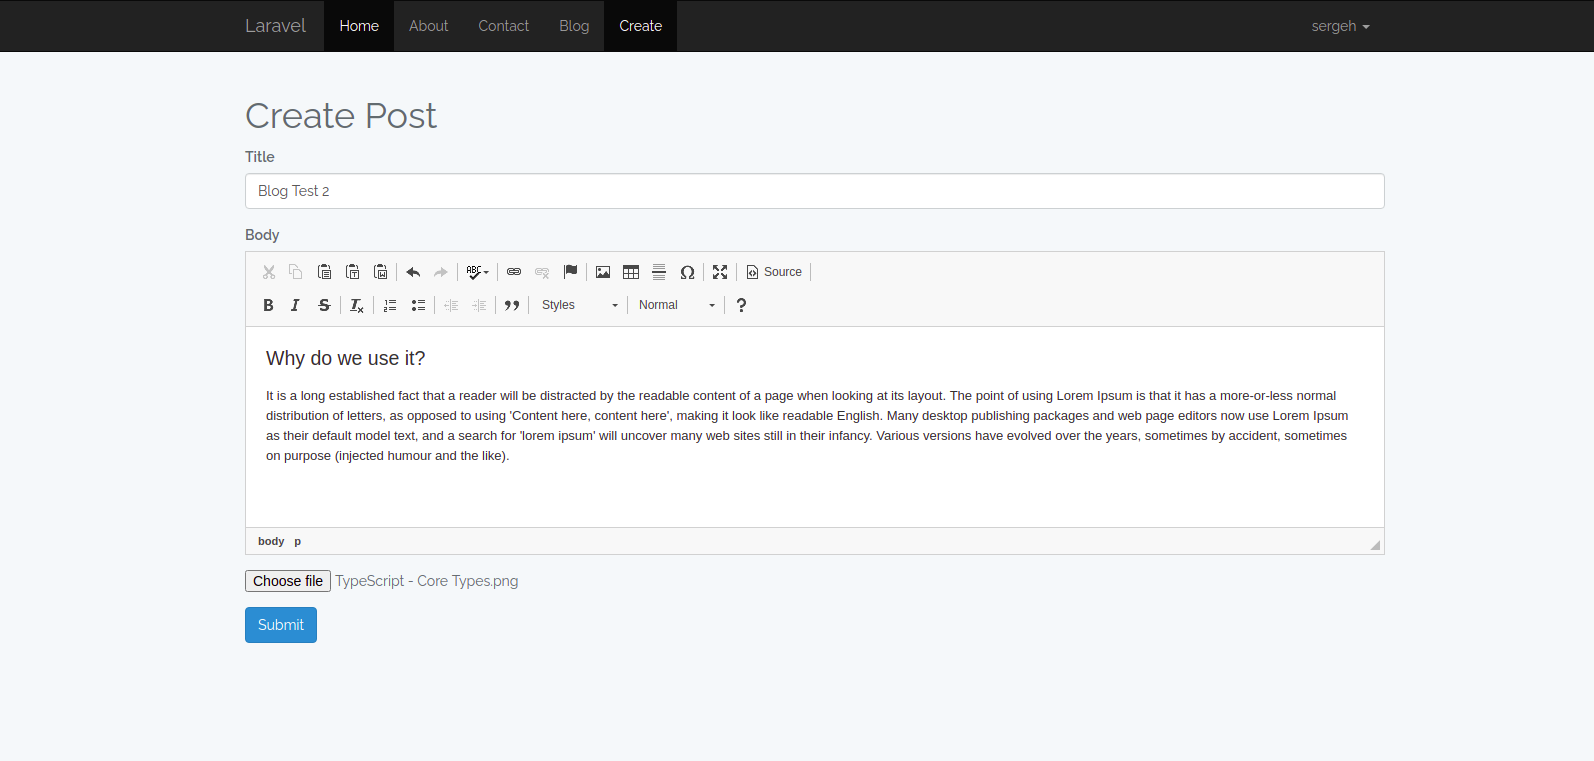 Laravel Home About Contact Blog Create sergeh
Create Post
Title
Blog Test 2
Body
ABC Ω Source
B I S Tx Styles Normal ?
Why do we use it?
It is a long established fact that a reader will be distracted by the readable content of a page when looking at its layout. The point of using Lorem Ipsum is that it has a more-or-less normal
distribution of letters, as opposed to using 'Content here, content here', making it look like readable English. Many desktop publishing packages and web page editors now use Lorem Ipsum
as their default model text, and a search for 'lorem ipsum' will uncover many web sites still in their infancy. Various versions have evolved over the years, sometimes by accident, sometimes
on purpose (injected humour and the like).
body p
Choose file TypeScript - Core Types.png
Submit